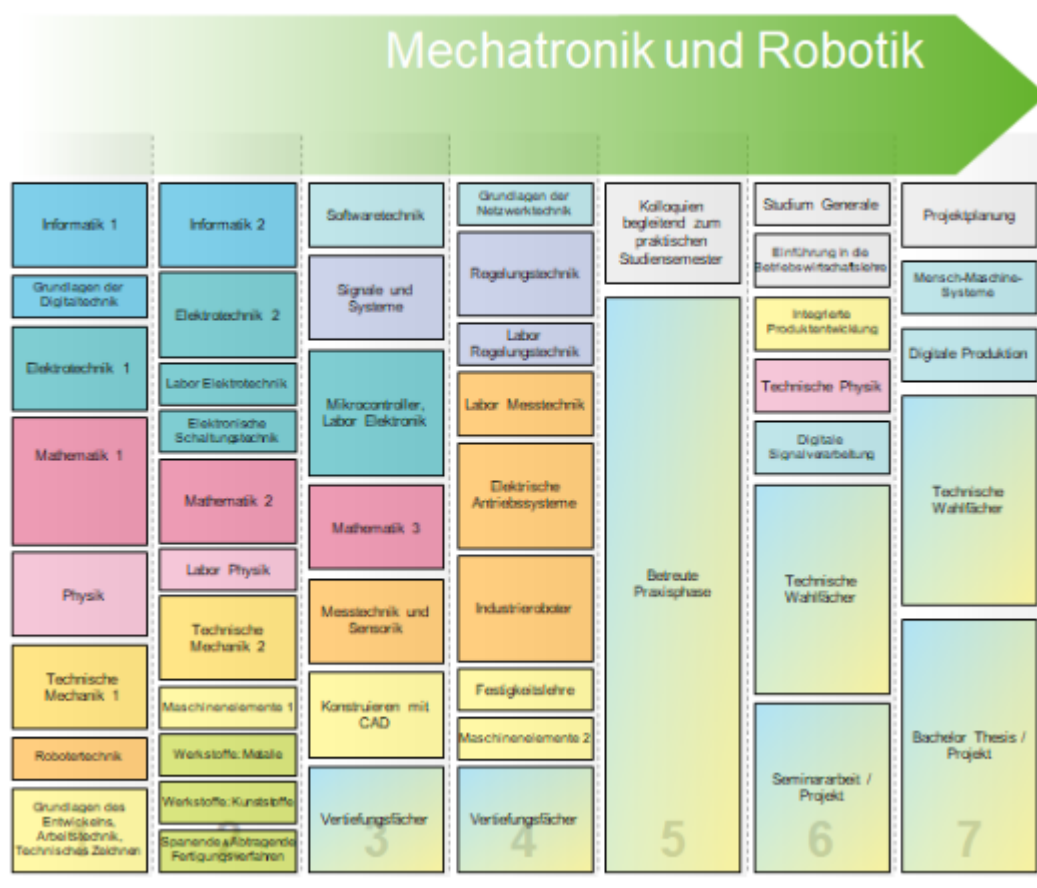 Mechatronik und Robotik
Informatik 1
Grundlagen der
Digitaltechnik
Elektrotechnik 1
Mathematik 1
Physik
Technische
Mechanik 1
Robotertechnik
Grundlagen des
Entwickelns,
Arbeitstechnik,
Technisches Zeichnen
Informatik 2
Elektrotechnik 2
Labor Elektrotechnik
Elektronische
Schaltungstechnik
Mathematik 2
Labor Physik
Technische
Mechanik 2
Maschinenelemente 1
Werkstoffe: Metalle
Werkstoffe: Kunststoffe
Spanende + Abtragende
Fertigungsverfahren
2
Softwaretechnik
Signale und
Systeme
Mikrocontroller,
Labor Elektronik
Mathematik 3
Messtechnik und
Sensorik
Konstruieren mit
CAD
Vertiefungsfächer
3
Grundlagen der
Netzwerktechnik
Regelungstechnik
Labor
Regelungstechnik
Labor Messtechnik
Elektrische
Antriebssysteme
Industrieroboter
Festigkeitslehre
Maschinenelemente 2
Vertiefungsfächer
4
Kolloquien
begleitend zum
praktischen
Studiensemester
Betreute
Praxisphase
5
Studium Generale
Einführung in die
Betriebswirtschaftslehre
Integrierte
Produktentwicklung
Technische Physik
Digitale
Signalverarbeitung
Technische
Wahlfächer
Seminararbeit /
Projekt
6
Projektplanung
Mensch-Maschine-
Systeme
Digitale Produktion
Technische
Wahlfächer
Bachelor Thesis /
Projekt
7